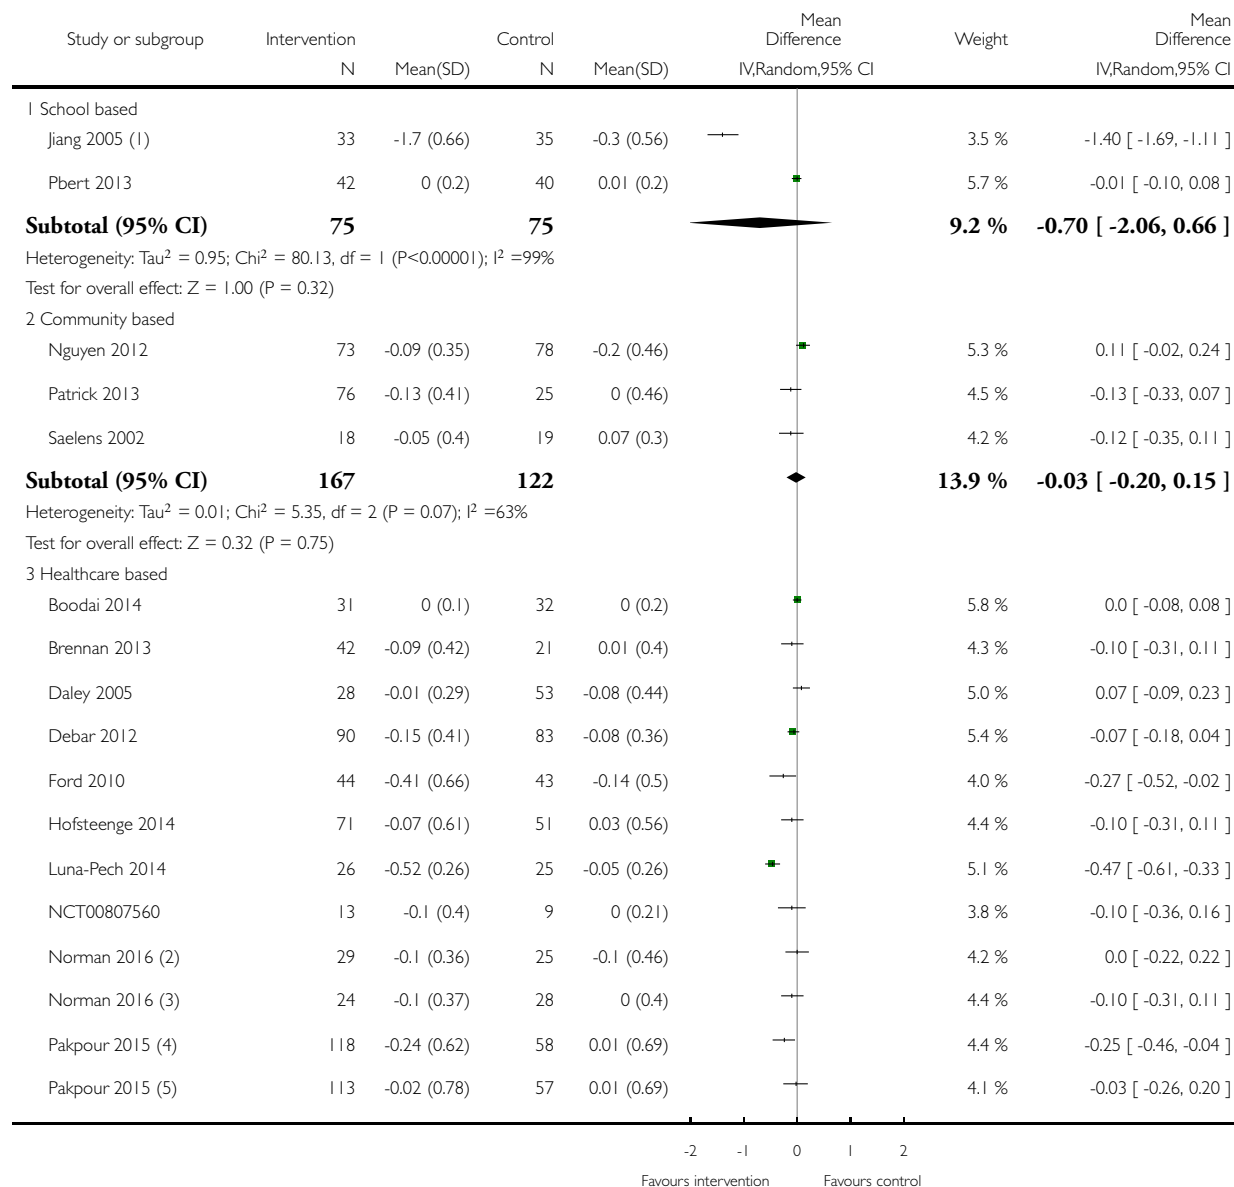 Mean Mean
Study or subgroup Intervention Control Difference Weight Difference
N Mean(SD) N Mean(SD) IV,Random,95% CI IV,Random,95% CI
1 School based
Jiang 2005 (1) 33 -1.7 (0.66) 35 -0.3 (0.56) 3.5 % -1.40 [ -1.69, -1.11 ]
Pbert 2013 42 0 (0.2) 40 0.01 (0.2) 5.7 % -0.01 [ -0.10, 0.08 ]
Subtotal (95% CI) 75 75 9.2 % -0.70 [ -2.06, 0.66 ]
Heterogeneity: Tau² = 0.95; Chi² = 80.13, df = 1 (P<0.00001); I² =99%
Test for overall effect: Z = 1.00 (P = 0.32)
2 Community based
Nguyen 2012 73 -0.09 (0.35) 78 -0.2 (0.46) 5.3 % 0.11 [ -0.02, 0.24 ]
Patrick 2013 76 -0.13 (0.41) 25 0 (0.46) 4.5 % -0.13 [ -0.33, 0.07 ]
Saelens 2002 18 -0.05 (0.4) 19 0.07 (0.3) 4.2 % -0.12 [ -0.35, 0.11 ]
Subtotal (95% CI) 167 122 13.9 % -0.03 [ -0.20, 0.15 ]
Heterogeneity: Tau² = 0.01; Chi² = 5.35, df = 2 (P = 0.07); I² =63%
Test for overall effect: Z = 0.32 (P = 0.75)
3 Healthcare based
Boodai 2014 31 0 (0.1) 32 0 (0.2) 5.8 % 0.0 [ -0.08, 0.08 ]
Brennan 2013 42 -0.09 (0.42) 21 0.01 (0.4) 4.3 % -0.10 [ -0.31, 0.11 ]
Daley 2005 28 -0.01 (0.29) 53 -0.08 (0.44) 5.0 % 0.07 [ -0.09, 0.23 ]
Debar 2012 90 -0.15 (0.41) 83 -0.08 (0.36) 5.4 % -0.07 [ -0.18, 0.04 ]
Ford 2010 44 -0.41 (0.66) 43 -0.14 (0.5) 4.0 % -0.27 [ -0.52, -0.02 ]
Hofsteenge 2014 71 -0.07 (0.61) 51 0.03 (0.56) 4.4 % -0.10 [ -0.31, 0.11 ]
Luna-Pech 2014 26 -0.52 (0.26) 25 -0.05 (0.26) 5.1 % -0.47 [ -0.61, -0.33 ]
NCT00807560 13 -0.1 (0.4) 9 0 (0.21) 3.8 % -0.10 [ -0.36, 0.16 ]
Norman 2016 (2) 29 -0.1 (0.36) 25 -0.1 (0.46) 4.2 % 0.0 [ -0.22, 0.22 ]
Norman 2016 (3) 24 -0.1 (0.37) 28 0 (0.4) 4.4 % -0.10 [ -0.31, 0.11 ]
Pakpour 2015 (4) 118 -0.24 (0.62) 58 0.01 (0.69) 4.4 % -0.25 [ -0.46, -0.04 ]
Pakpour 2015 (5) 113 -0.02 (0.78) 57 0.01 (0.69) 4.1 % -0.03 [ -0.26, 0.20 ]
-2 -1 0 1 2
Favours intervention Favours control